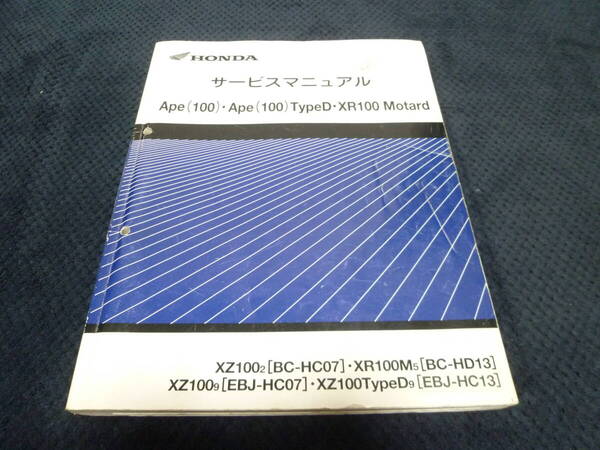 HONDA
サービスマニュアル
Ape(100)・Ape(100)TypeD・XR100 Motard
XZ100₂[BC-HC07]・XR100M₅[BC-HD13]
XZ100₉[EBJ-HC07]・XZ100TypeD₉[EBJ-HC13]